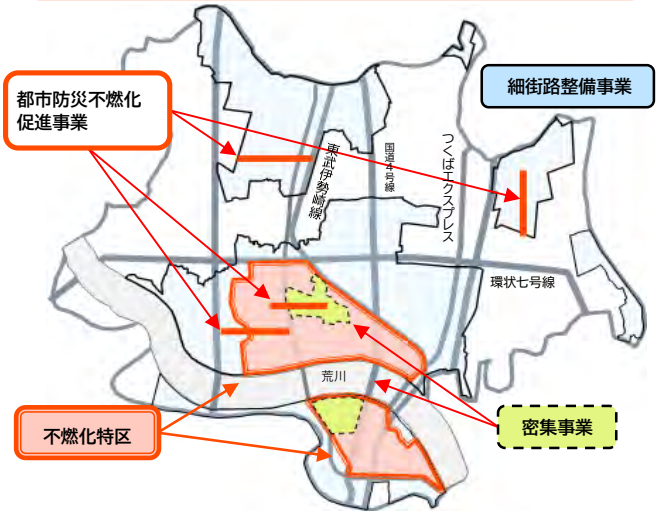 都市防災不燃化
促進事業
細街路整備事業
東武伊勢崎線
国道4号線
つくばエクスプレス
環状七号線
荒川
不燃化特区
密集事業